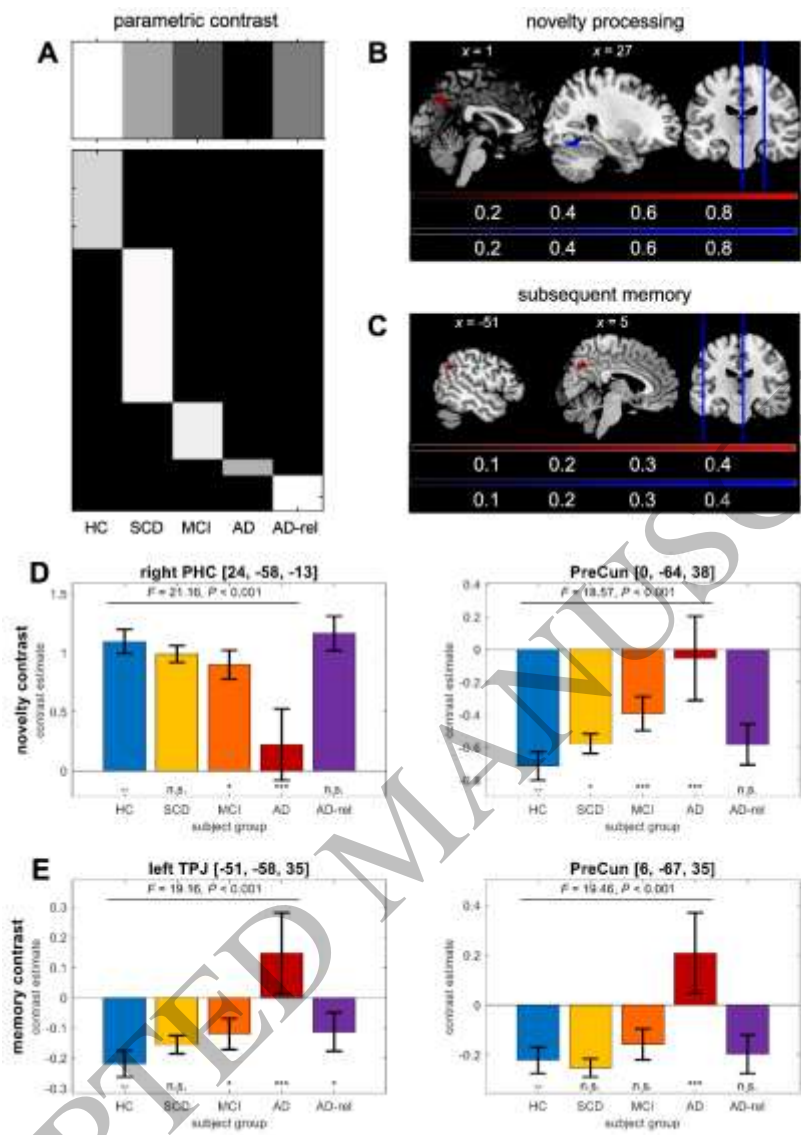 parametric contrast
A
HC SCD MCI AD AD-rel
novelty processing
B
x = 1 x = 27
0.2 0.4 0.6 0.8
0.2 0.4 0.6 0.8
subsequent memory
C
x = -51 x = 5
0.1 0.2 0.3 0.4
0.1 0.2 0.3 0.4
D
right PHC [24, -58, -13]
F = 21.16, P < 0.001
novelty contrast
contrast estimate
1.5
1
0.5
0
n.s. * *** n.s.
HC SCD MCI AD AD-rel
subject group
PreCun [0, -64, 38]
F = 18.57, P < 0.001
contrast estimate
0.4
0.2
0
-0.2
-0.4
-0.6
-0.8
* *** *** n.s.
HC SCD MCI AD AD-rel
subject group
E
left TPJ [-51, -58, 35]
F = 19.16, P < 0.001
memory contrast
contrast estimate
0.3
0.2
0.1
0
-0.1
-0.2
-0.3
n.s. * *** *
HC SCD MCI AD AD-rel
subject group
PreCun [6, -67, 35]
F = 19.46, P < 0.001
contrast estimate
0.4
0.2
0
-0.2
n.s. n.s. *** n.s.
HC SCD MCI AD AD-rel
subject group
PTED MANUSC